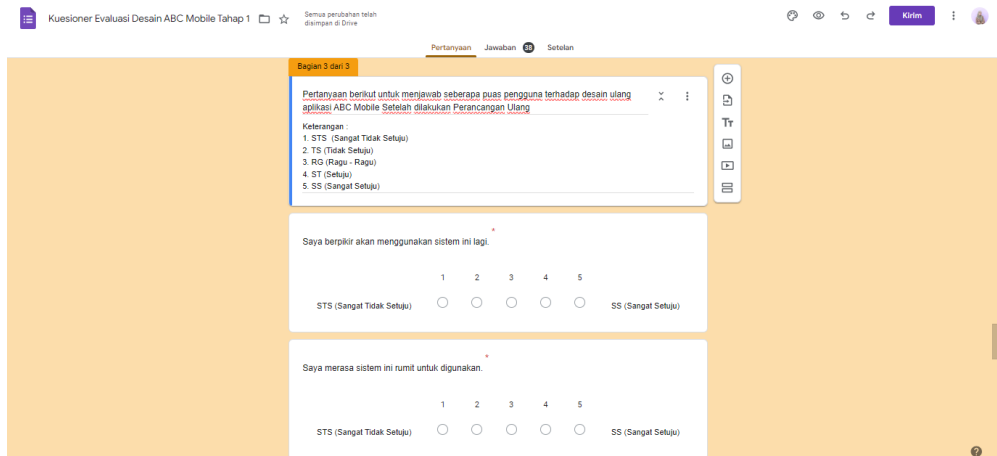 Kuesioner Evaluasi Desain ABC Mobile Tahap 1
Semua perubahan telah
disimpan di Drive
Kirim
Pertanyaan Jawaban 38 Setelan
Bagian 3 dari 3
Pertanyaan berikut untuk menjawab seberapa puas pengguna terhadap desain ulang
aplikasi ABC Mobile Setelah dilakukan Perancangan Ulang
Keterangan :
1. STS (Sangat Tidak Setuju)
2. TS (Tidak Setuju)
3. RG (Ragu - Ragu)
4. ST (Setuju)
5. SS (Sangat Setuju)
Saya berpikir akan menggunakan sistem ini lagi. *
1 2 3 4 5
STS (Sangat Tidak Setuju) SS (Sangat Setuju)
Saya merasa sistem ini rumit untuk digunakan. *
1 2 3 4 5
STS (Sangat Tidak Setuju) SS (Sangat Setuju)